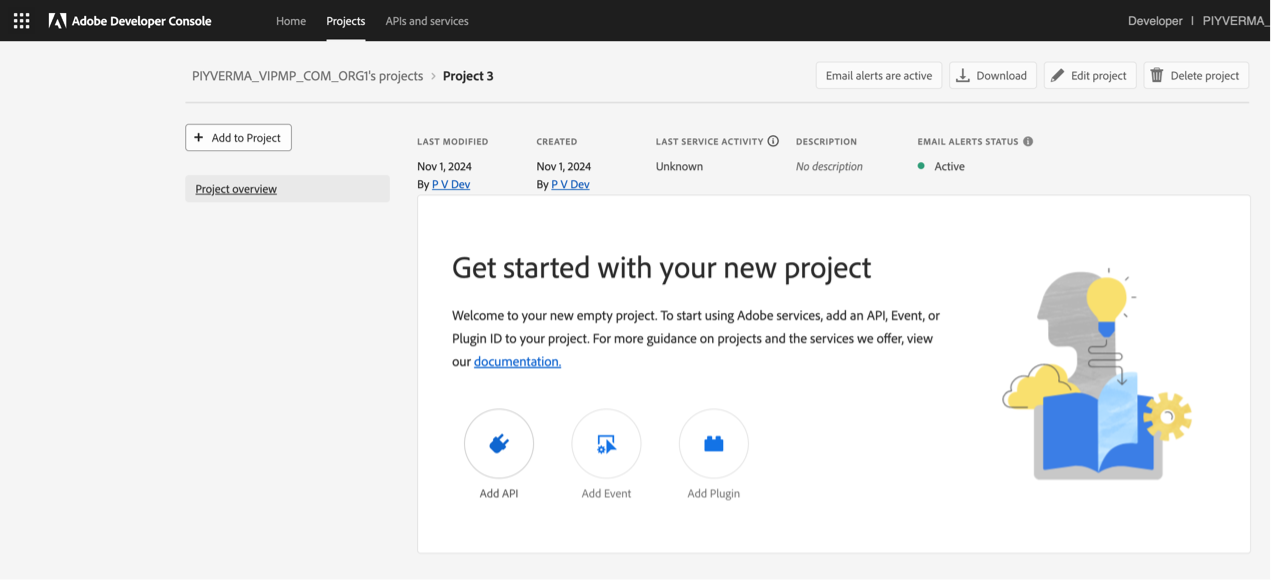 Adobe Developer Console
Home
Projects
APIs and services
Developer | PIYVERMA_
PIYVERMA_VIPMP_COM_ORG1's projects > Project 3
Email alerts are active
Download
Edit project
Delete project
+ Add to Project
Project overview
LAST MODIFIED
Nov 1, 2024
By P V Dev
CREATED
Nov 1, 2024
By P V Dev
LAST SERVICE ACTIVITY
Unknown
DESCRIPTION
No description
EMAIL ALERTS STATUS
Active
Get started with your new project
Welcome to your new empty project. To start using Adobe services, add an API, Event, or
Plugin ID to your project. For more guidance on projects and the services we offer, view
our documentation.
Add API
Add Event
Add Plugin